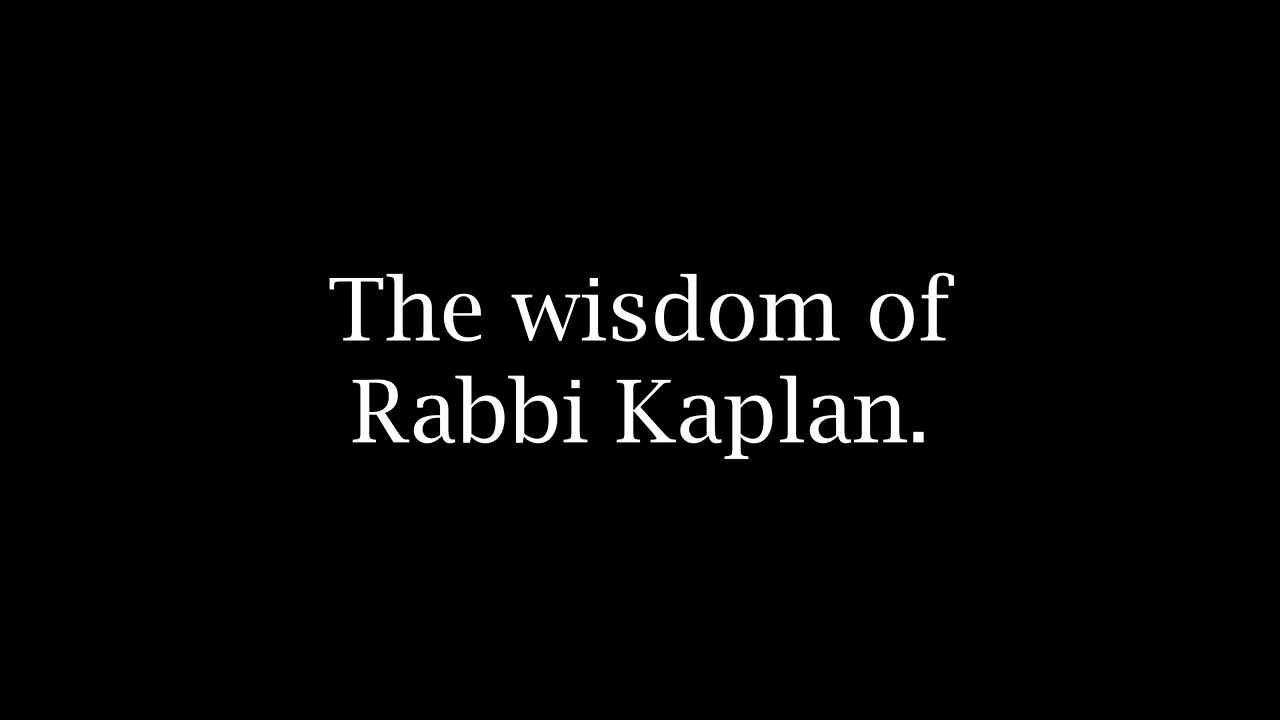 The wisdom of
Rabbi Kaplan.